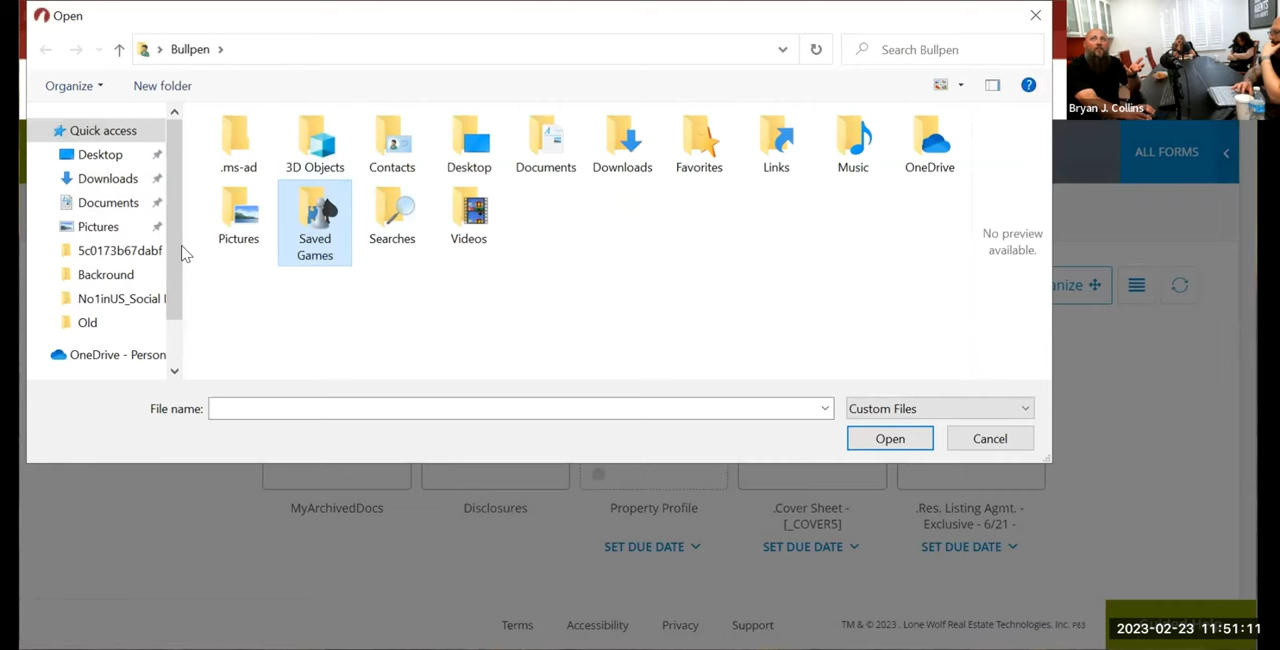 Open
Bullpen
Search Bullpen
Organize
New folder
Quick access
Desktop
Downloads
Documents
Pictures
5c0173b67dabf
Backround
No1inUS_Social
Old
OneDrive - Person
.ms-ad
3D Objects
Contacts
Desktop
Documents
Downloads
Favorites
Links
Music
OneDrive
Pictures
Saved
Games
Searches
Videos
No preview
available.
File name:
Custom Files
Open
Cancel
Bryan J. Collins
ALL FORMS
anize
MyArchivedDocs
Disclosures
Property Profile
SET DUE DATE
.Cover Sheet -
[_COVER5]
SET DUE DATE
.Res. Listing Agmt. -
Exclusive - 6/21 -
SET DUE DATE
Terms
Accessibility
Privacy
Support
TM & © 2023 . Lone Wolf Real Estate Technologies, Inc. P63
2023-02-23 11:51:11